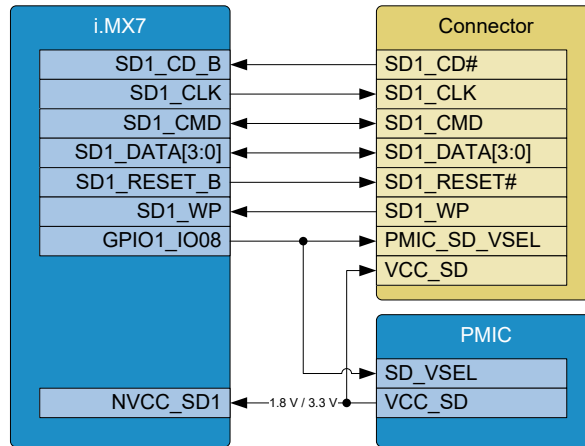 i.MX7
SD1_CD_B
SD1_CLK
SD1_CMD
SD1_DATA[3:0]
SD1_RESET_B
SD1_WP
GPIO1_IO08
NVCC_SD1
1.8 V / 3.3 V
Connector
SD1_CD#
SD1_CLK
SD1_CMD
SD1_DATA[3:0]
SD1_RESET#
SD1_WP
PMIC_SD_VSEL
VCC_SD
PMIC
SD_VSEL
VCC_SD